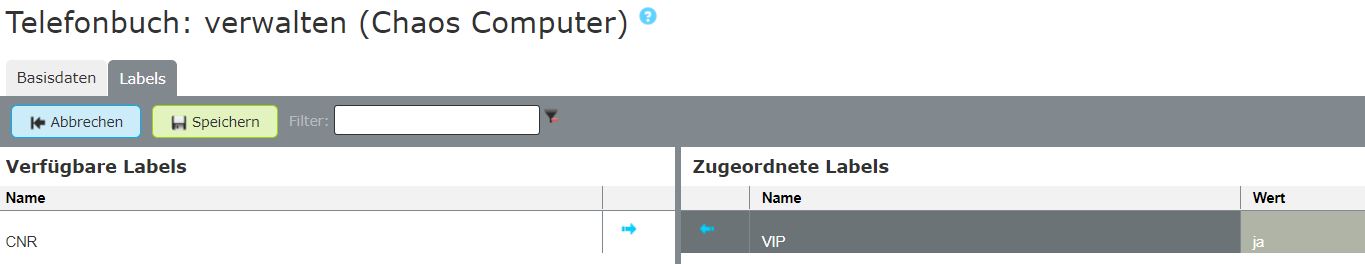 Telefonbuch: verwalten (Chaos Computer) ?
Basisdaten Labels
Abbrechen Speichern Filter:
Verfügbare Labels Zugeordnete Labels
Name Name Wert
CNR VIP ja